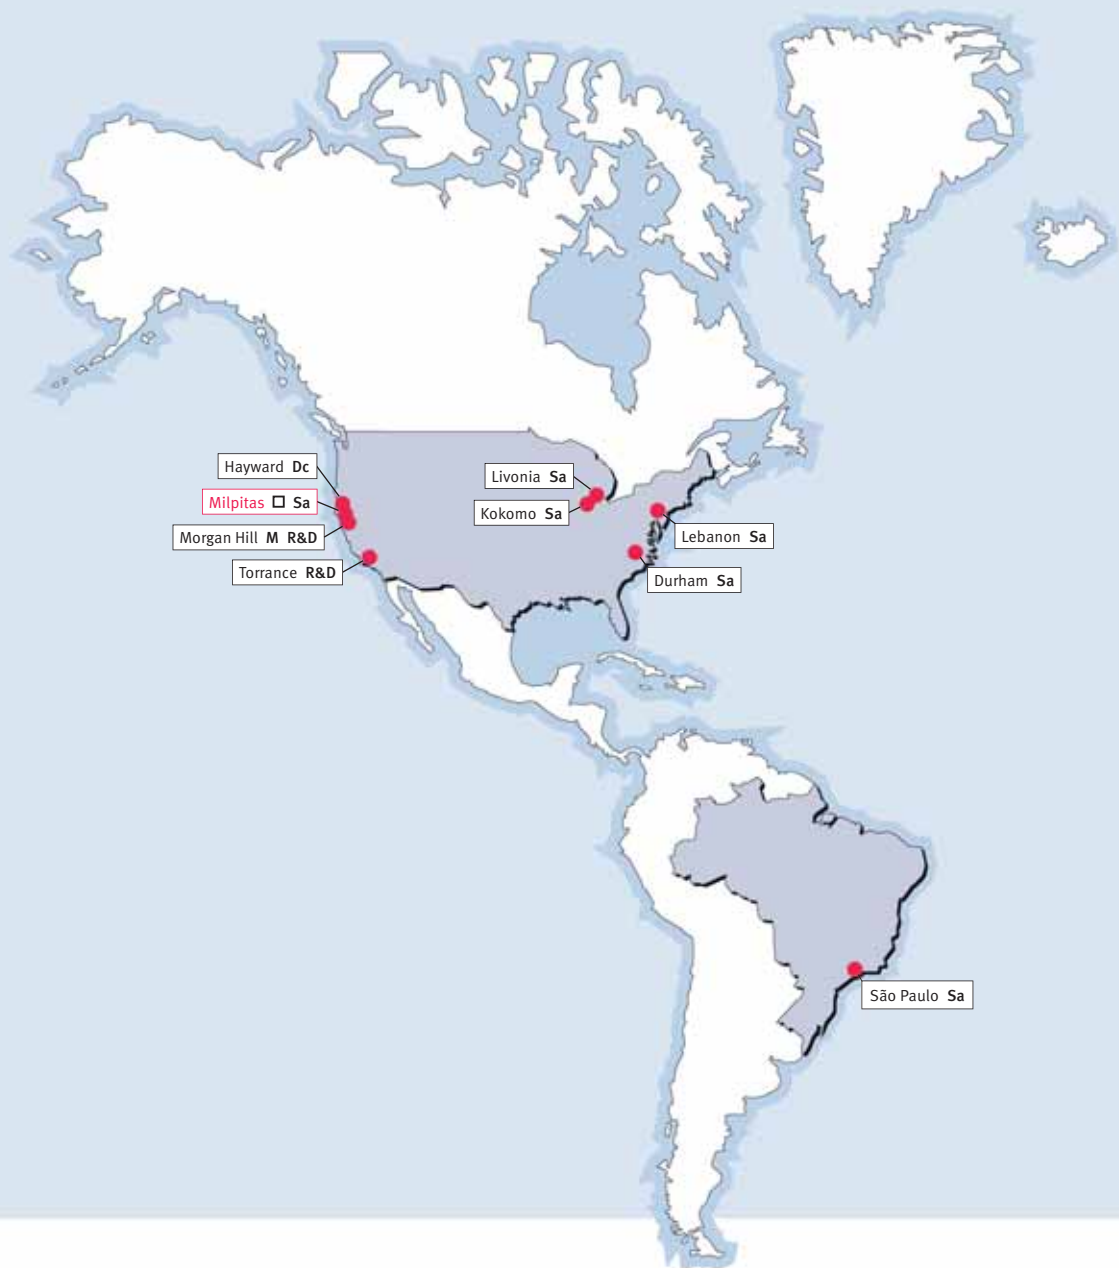 Hayward Dc
Milpitas □ Sa
Morgan Hill M R&D
Torrance R&D
Livonia Sa
Kokomo Sa
Lebanon Sa
Durham Sa
São Paulo Sa